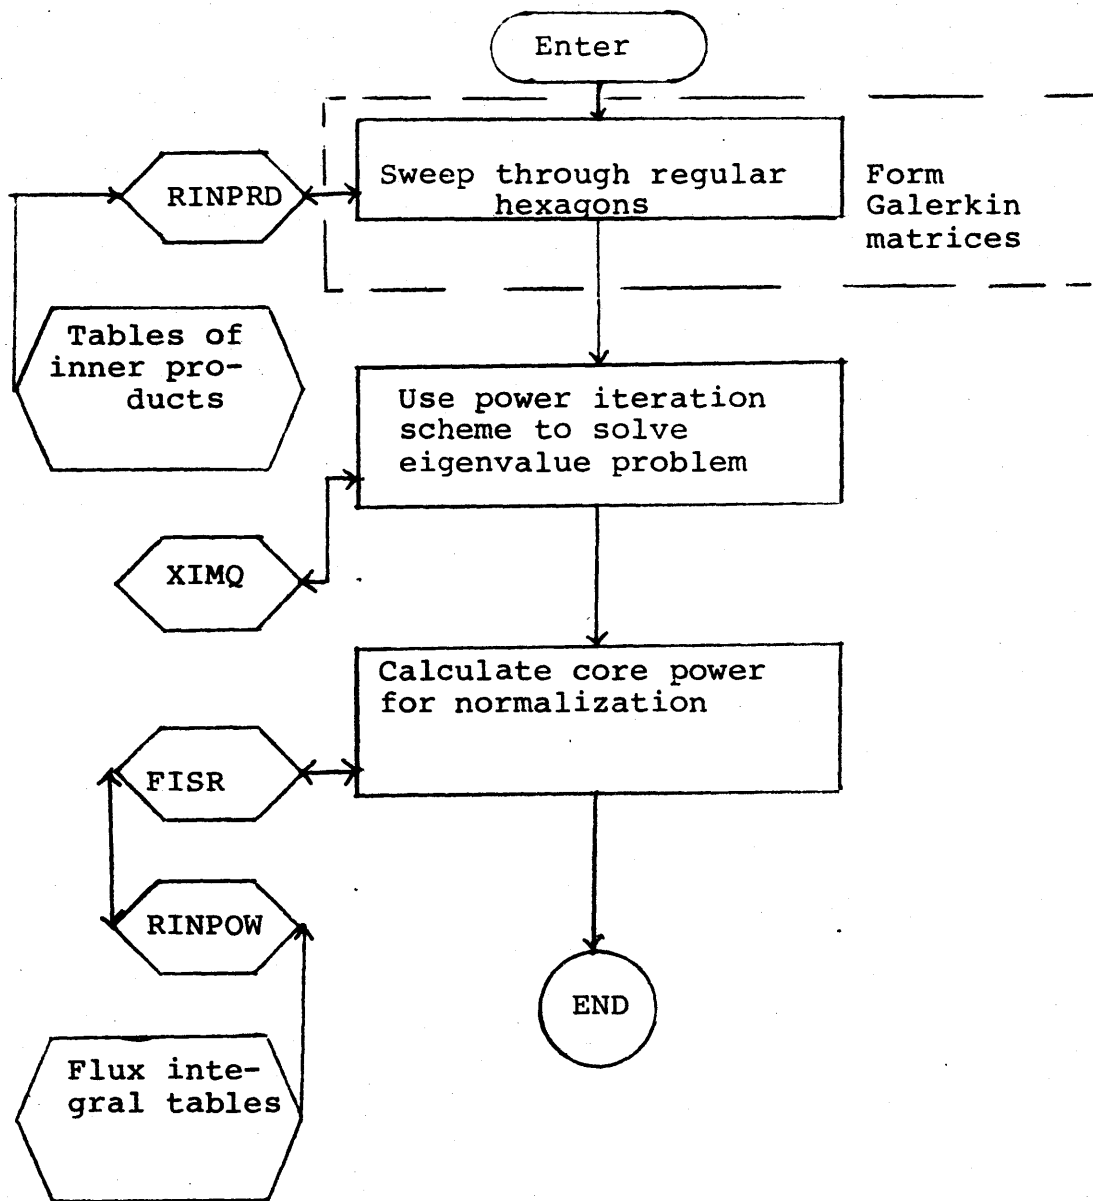 Enter
Sweep through regular
hexagons
Form
Galerkin
matrices
RINPRD
Tables of
inner pro-
ducts
Use power iteration
scheme to solve
eigenvalue problem
XIMQ
Calculate core power
for normalization
FISR
RINPOW
END
Flux inte-
gral tables